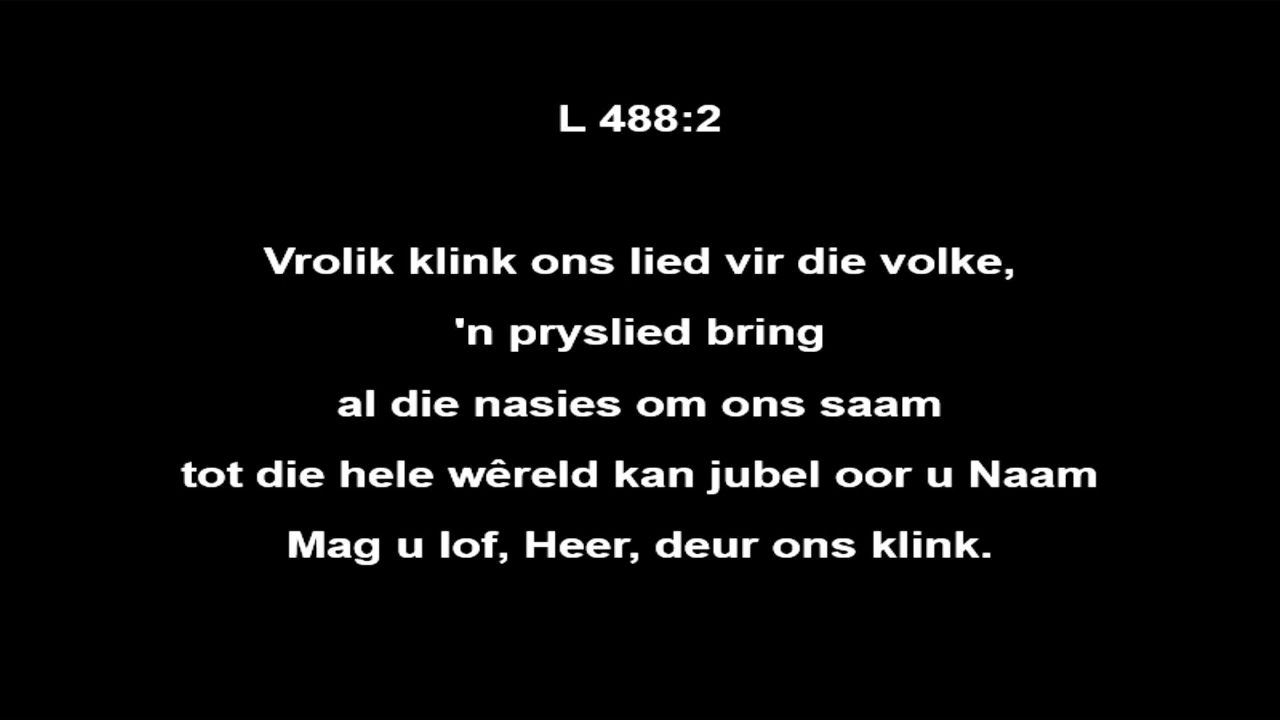 L 488:2
Vrolik klink ons lied vir die volke,
'n pryslied bring
al die nasies om ons saam
tot die hele wêreld kan jubel oor u Naam
Mag u lof, Heer, deur ons klink.